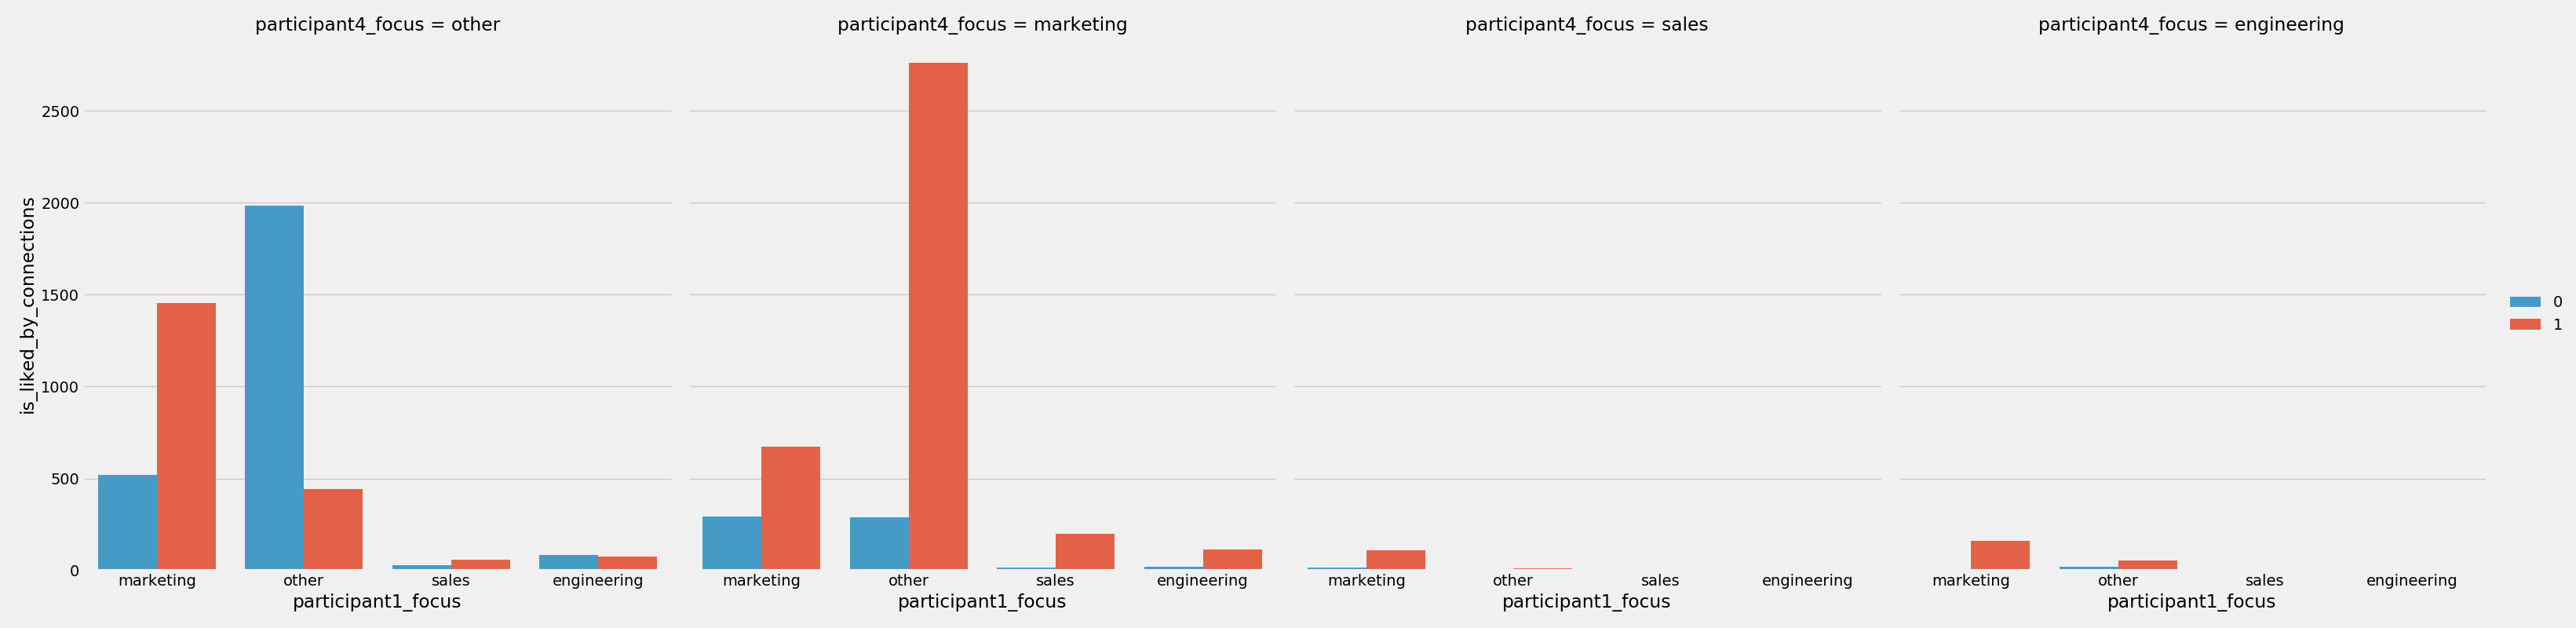 participant4_focus = other
participant4_focus = marketing
participant4_focus = sales
participant4_focus = engineering
is_liked_by_connections
2500
2000
1500
1000
500
0
marketing other sales engineering
marketing other sales engineering
marketing other sales engineering
marketing other sales engineering
participant1_focus
participant1_focus
participant1_focus
participant1_focus
0
1